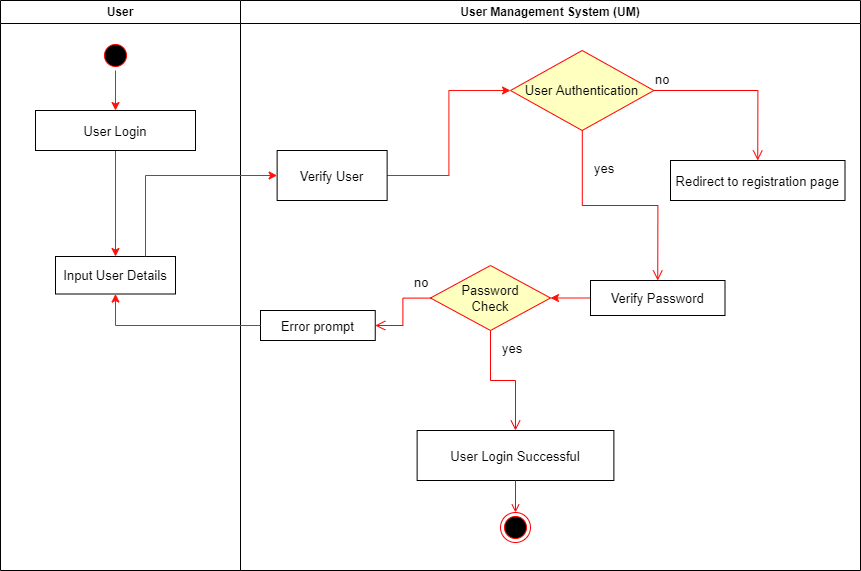 User
User Management System (UM)
User Login
User Authentication
no
Verify User
yes
Redirect to registration page
Input User Details
no
Password
Check
Verify Password
Error prompt
yes
User Login Successful